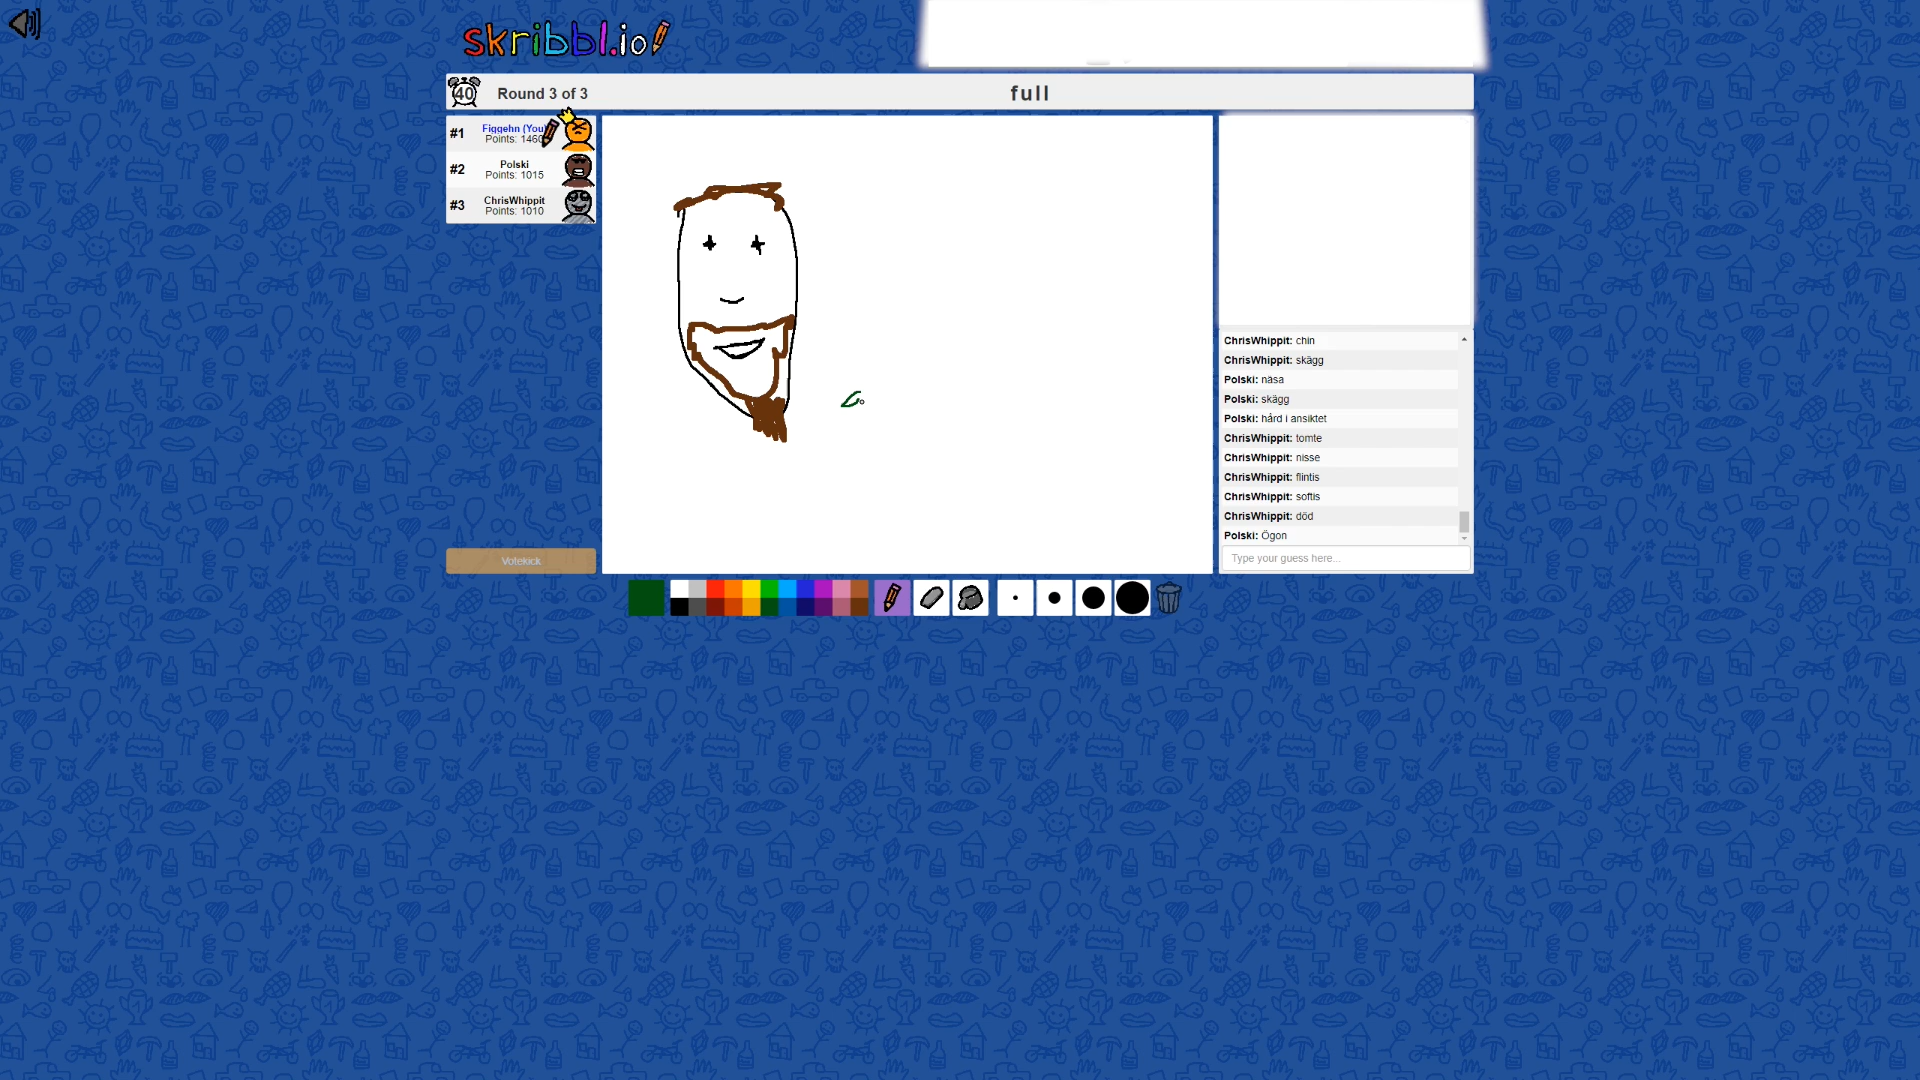 skribbl.io
40
Round 3 of 3
full
#1
Figgehn (You)
Points: 1460
#2
Polski
Points: 1015
#3
ChrisWhippit
Points: 1010
Votekick
ChrisWhippit: chin
ChrisWhippit: skägg
Polski: näsa
Polski: skägg
Polski: hård i ansiktet
ChrisWhippit: tomte
ChrisWhippit: nisse
ChrisWhippit: flintis
ChrisWhippit: softis
ChrisWhippit: död
Polski: Ögon
Type your guess here...